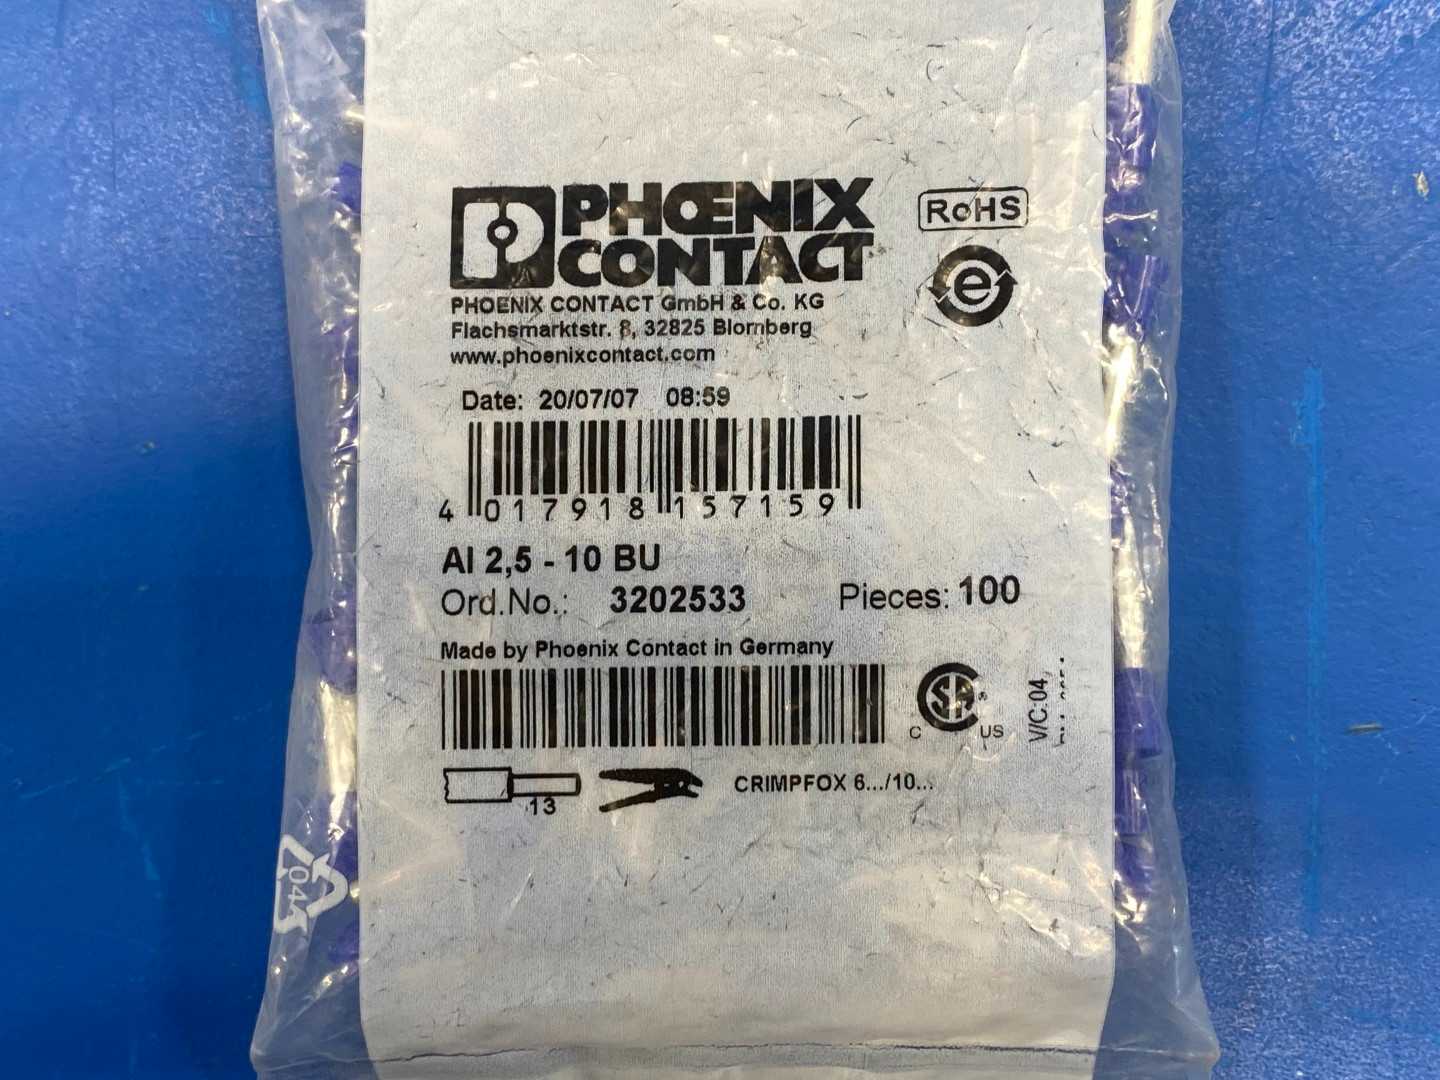 PHŒNIX
CONTACT
RoHS
e
PHOENIX CONTACT GmbH & Co. KG
Flachsmarktstr. 8, 32825 Blomberg
www.phoenixcontact.com
Date: 20/07/07 08:59
4 017918 157159
AI 2,5 - 10 BU
Ord.No.: 3202533 Pieces: 100
Made by Phoenix Contact in Germany
C SA ® C US
V/C:04,
13
CRIMPFOX 6.../10...
04